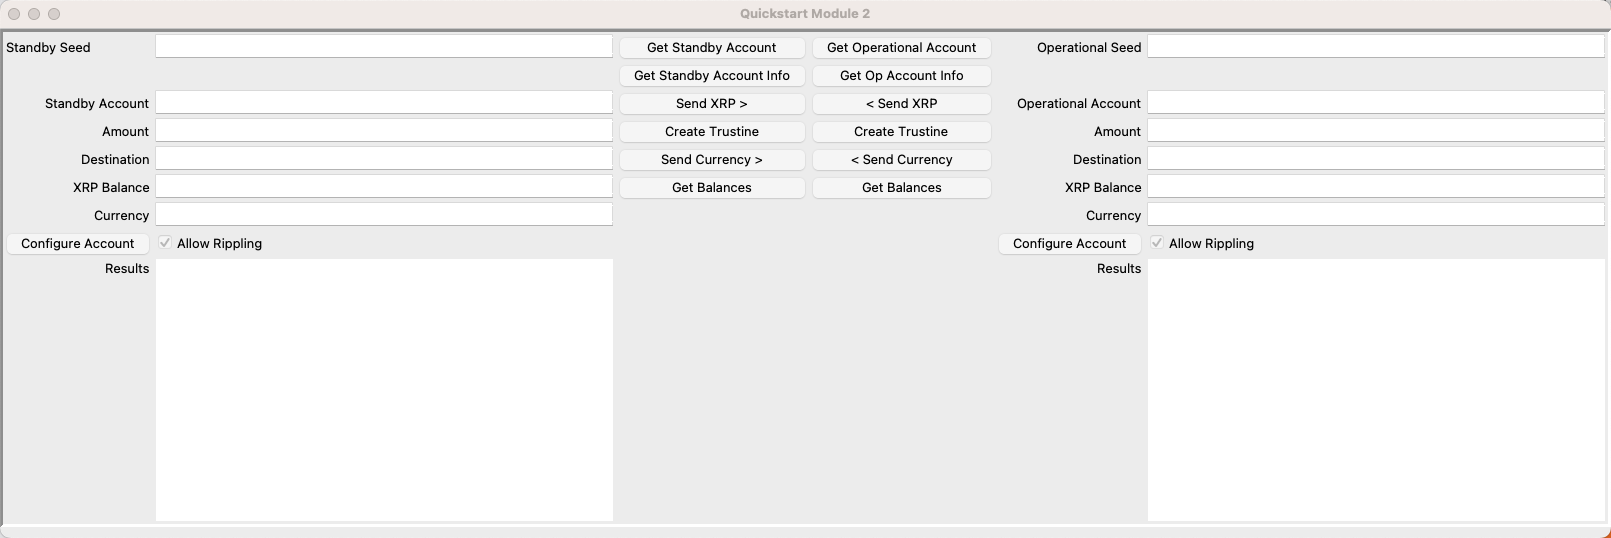 Quickstart Module 2
Standby Seed Get Standby Account Get Operational Account Operational Seed
Get Standby Account Info Get Op Account Info
Standby Account Send XRP > < Send XRP Operational Account
Amount Create Trustine Create Trustine Amount
Destination Send Currency > < Send Currency Destination
XRP Balance Get Balances Get Balances XRP Balance
Currency Currency
Configure Account Allow Rippling Configure Account Allow Rippling
Results Results